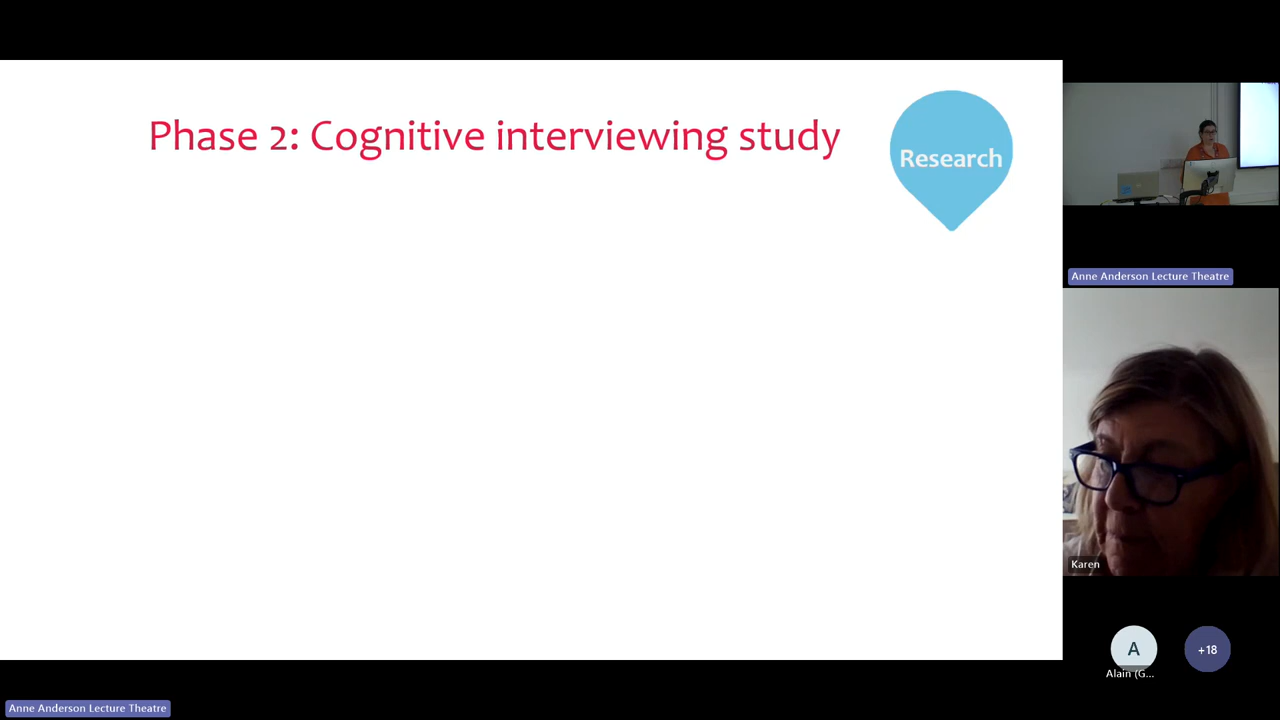 Phase 2: Cognitive interviewing study
Research
Anne Anderson Lecture Theatre
Karen
A
+18
Alain (G...
Anne Anderson Lecture Theatre